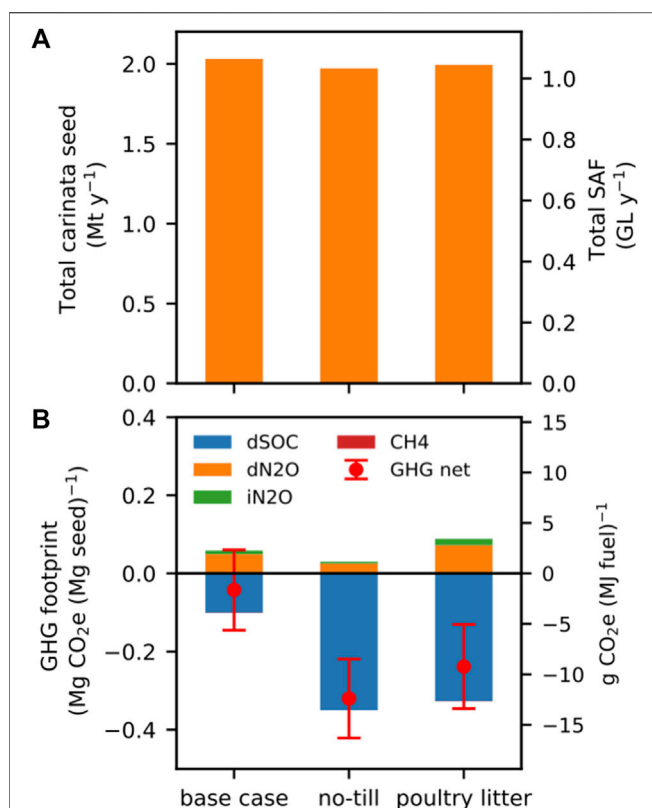 A
Total carinata seed
(Mt y⁻¹)
2.0
1.5
1.0
0.5
0.0
Total SAF
(GL y⁻¹)
1.0
0.8
0.6
0.4
0.2
0.0
B
GHG footprint
(Mg CO₂e (Mg seed)⁻¹
0.4
0.2
0.0
−0.2
−0.4
dSOC
dN2O
iN2O
CH4
GHG net
g CO₂e (MJ fuel)⁻¹
15
10
5
0
−5
−10
−15
base case no-till poultry litter